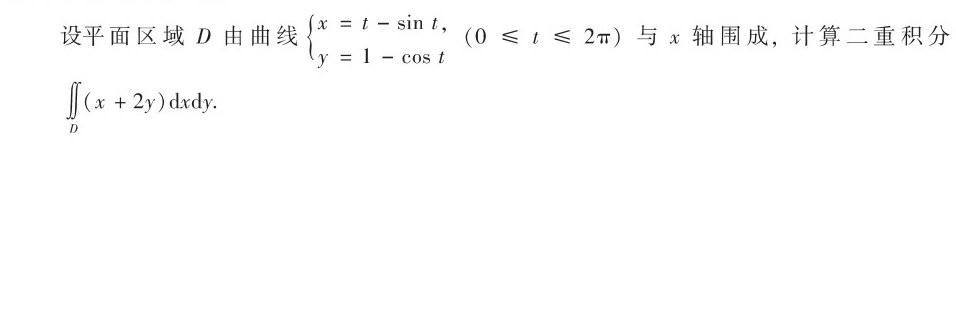 设平面区域 D 由曲线 {x = t − sin t, y = 1 − cos t (0 ≤ t ≤ 2π) 与 x 轴围成, 计算二重积分
∬_D (x + 2y)dxdy.